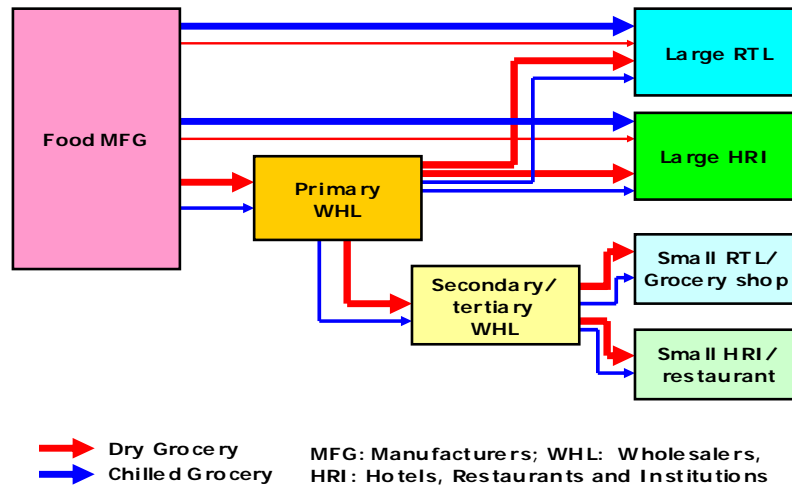 Large RTL
Food MFG
Large HRI
Primary
WHL
Small RTL/
Grocery shop
Secondary/
tertiary
WHL
Small HRI/
restaurant
Dry Grocery
Chilled Grocery
MFG: Manufacturers; WHL: Wholesalers,
HRI: Hotels, Restaurants and Institutions